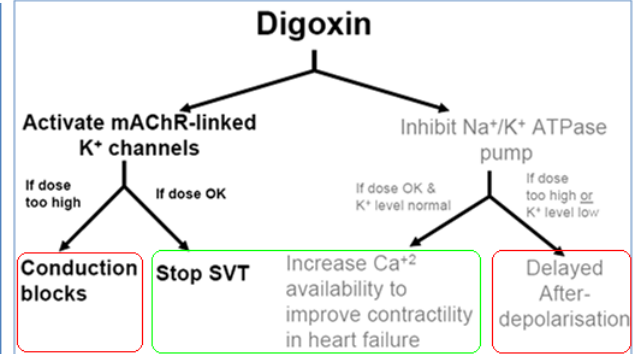 Digoxin
Activate mAChR-linked
K⁺ channels
Inhibit Na⁺/K⁺ ATPase
pump
If dose
too high
If dose OK
If dose OK &
K⁺ level normal
If dose
too high or
K⁺ level low
Conduction
blocks
Stop SVT
Increase Ca⁺²
availability to
improve contractility
in heart failure
Delayed
After-
depolarisation